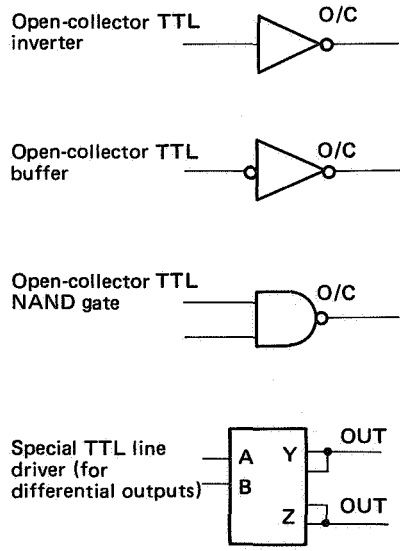 O/C
Open-collector TTL
inverter
Open-collector TTL
buffer
O/C
Open-collector TTL
NAND gate
O/C
Special TTL line
driver (for
differential outputs)
A
B
Y
Z
OUT
OUT